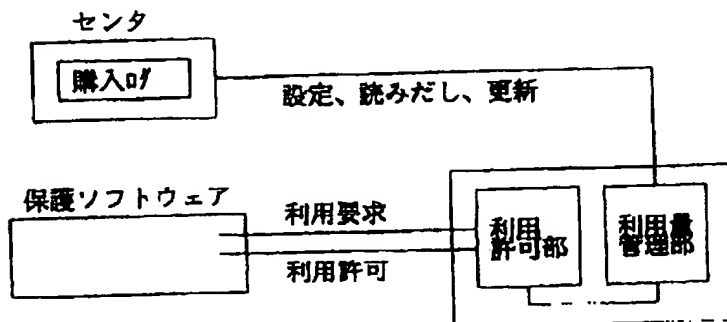 センタ
購入ログ
設定、読みだし、更新
保護ソフトウェア
利用要求
利用許可
利用
許可部
利用量
管理部